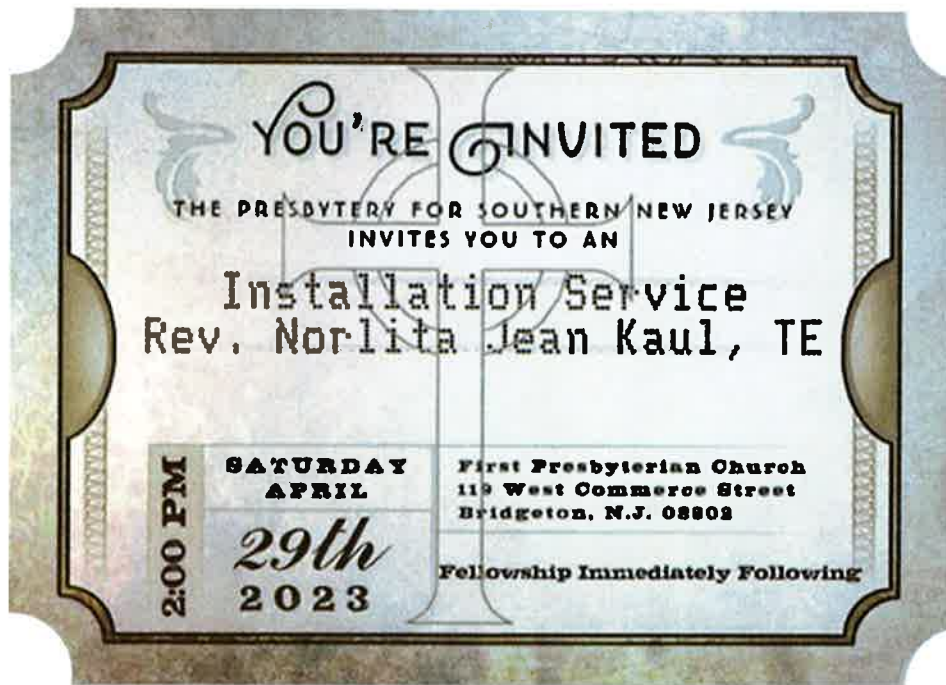 YOU'RE INVITED
THE PRESBYTERY FOR SOUTHERN NEW JERSEY
INVITES YOU TO AN
Installation Service
Rev. Norlita Jean Kaul, TE
2:00 PM
SATURDAY
APRIL
29th
2023
First Presbyterian Church
119 West Commerce Street
Bridgeton, N.J. 08302
Fellowship Immediately Following